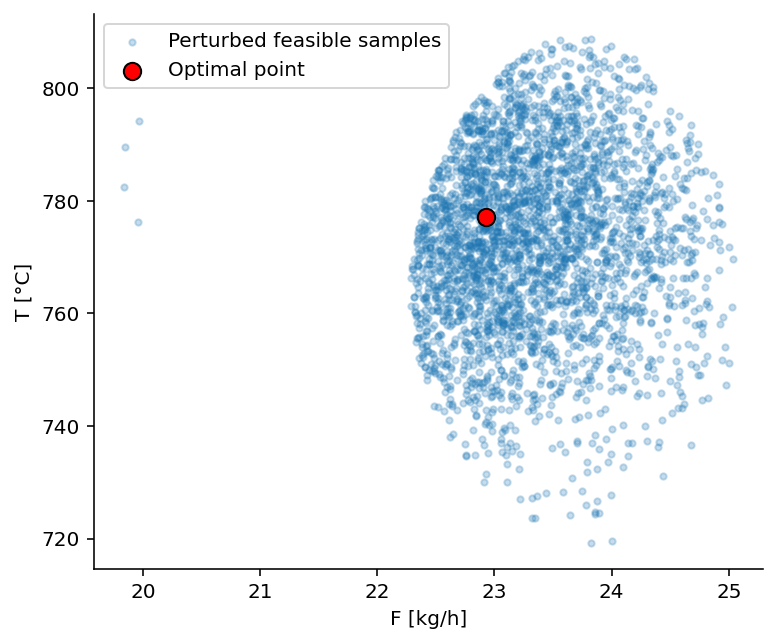 Perturbed feasible samples
Optimal point
800
780
760
740
720
T [°C]
20 21 22 23 24 25
F [kg/h]